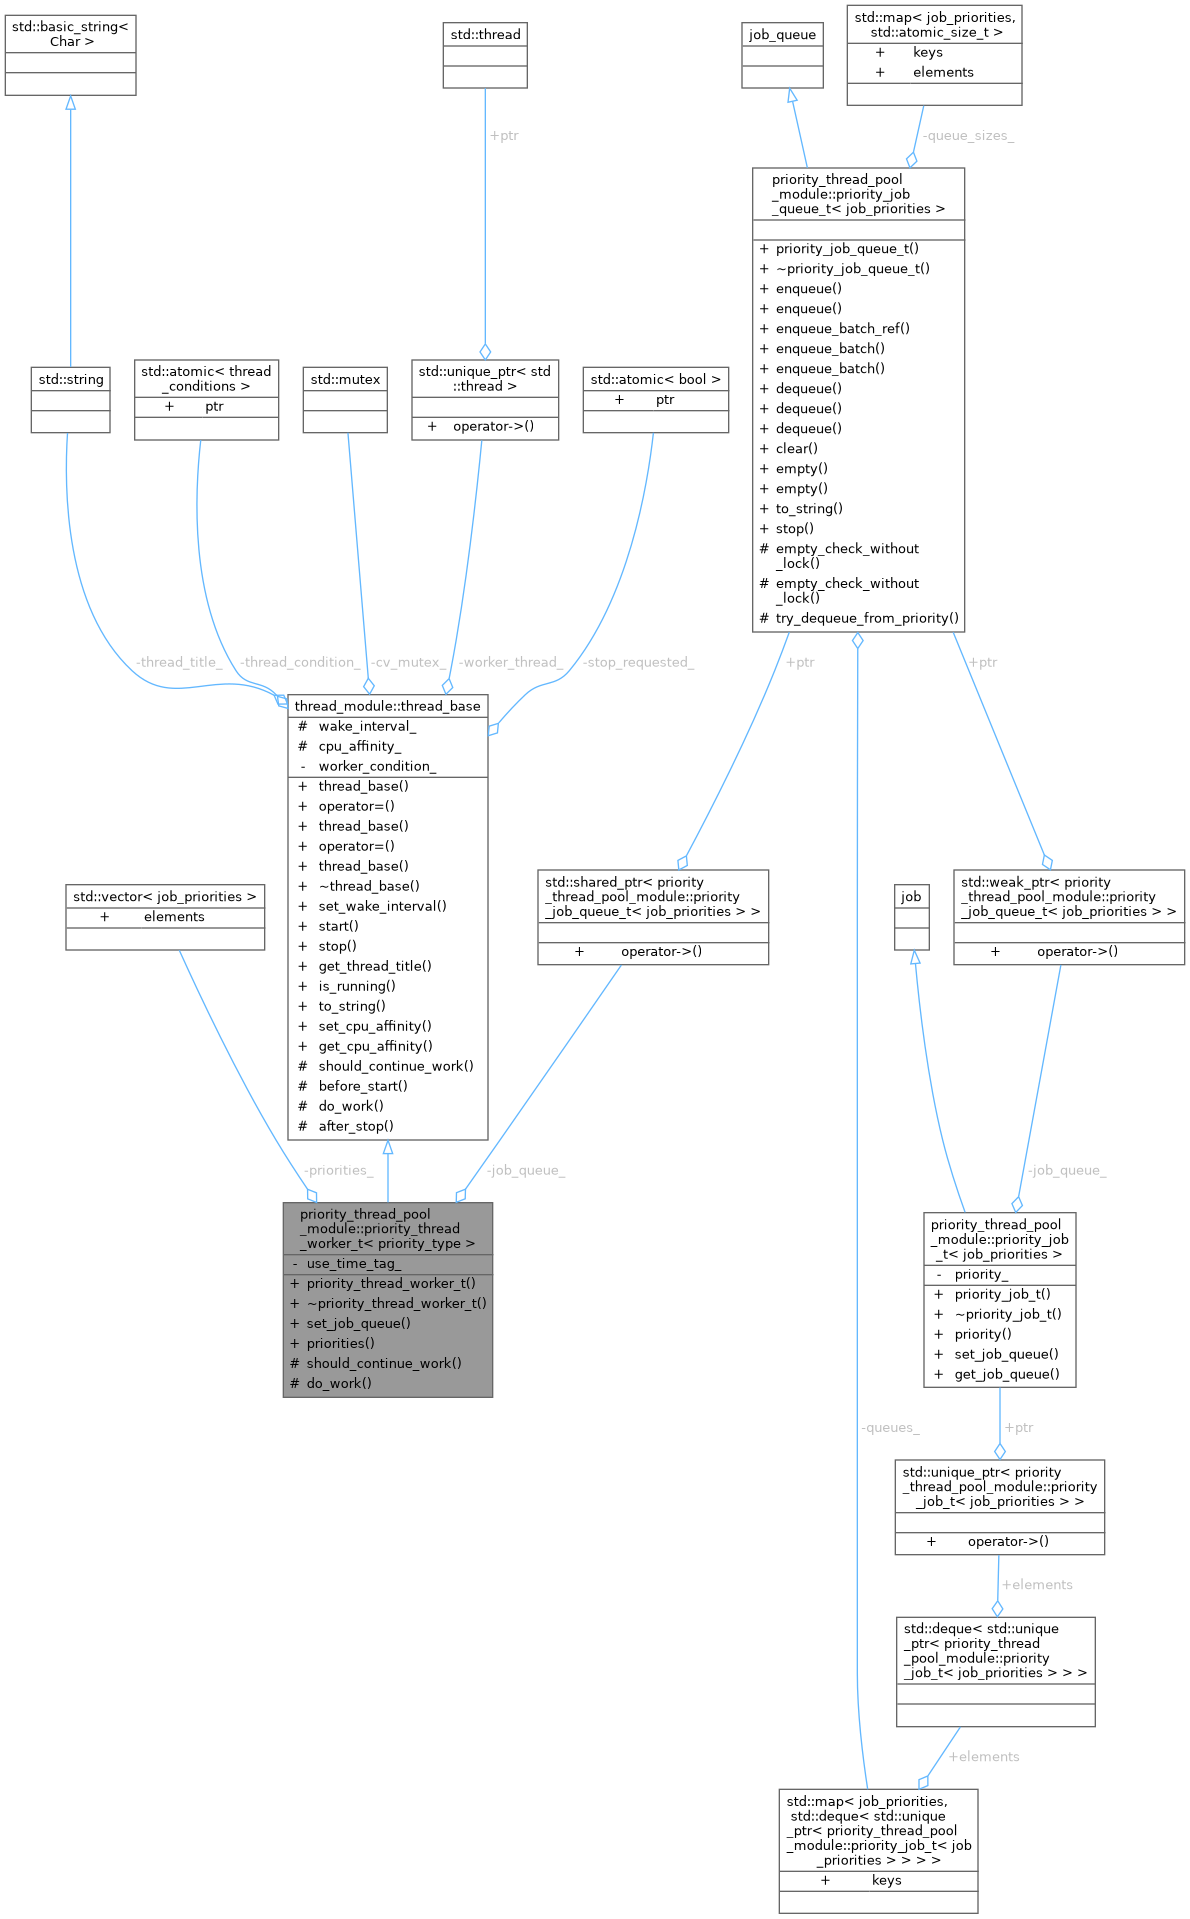 std::basic_string<
Char >
std::thread
job_queue
std::map< job_priorities,
std::atomic_size_t >
+ keys
+ elements
+ptr
-queue_sizes_
priority_thread_pool
_module::priority_job
_queue_t< job_priorities >
+ priority_job_queue_t()
+ ~priority_job_queue_t()
+ enqueue()
+ enqueue()
+ enqueue_batch_ref()
+ enqueue_batch()
+ enqueue_batch()
+ dequeue()
+ dequeue()
+ dequeue()
+ clear()
+ empty()
+ empty()
+ to_string()
+ stop()
# empty_check_without
_lock()
# empty_check_without
_lock()
# try_dequeue_from_priority()
std::string
std::atomic< thread
_conditions >
+ ptr
std::mutex
std::unique_ptr< std
::thread >
+ operator->()
std::atomic< bool >
+ ptr
-thread_title_
-thread_condition_
-cv_mutex_
-worker_thread_
-stop_requested_
+ptr
+ptr
thread_module::thread_base
# wake_interval_
# cpu_affinity_
- worker_condition_
+ thread_base()
+ operator=()
+ thread_base()
+ operator=()
+ thread_base()
+ ~thread_base()
+ set_wake_interval()
+ start()
+ stop()
+ get_thread_title()
+ is_running()
+ to_string()
+ set_cpu_affinity()
+ get_cpu_affinity()
# should_continue_work()
# before_start()
# do_work()
# after_stop()
std::vector< job_priorities >
+ elements
std::shared_ptr< priority
_thread_pool_module::priority
_job_queue_t< job_priorities > >
+ operator->()
job
std::weak_ptr< priority
_thread_pool_module::priority
_job_queue_t< job_priorities > >
+ operator->()
-priorities_
-job_queue_
-job_queue_
priority_thread_pool
_module::priority_thread
_worker_t< priority_type >
- use_time_tag_
+ priority_thread_worker_t()
+ ~priority_thread_worker_t()
+ set_job_queue()
+ priorities()
# should_continue_work()
# do_work()
priority_thread_pool
_module::priority_job
_t< job_priorities >
- priority_
+ priority_job_t()
+ ~priority_job_t()
+ priority()
+ set_job_queue()
+ get_job_queue()
-queues_
+ptr
std::unique_ptr< priority
_thread_pool_module::priority
_job_t< job_priorities > >
+ operator->()
+elements
std::deque< std::unique
_ptr< priority_thread
_pool_module::priority
_job_t< job_priorities > > >
+elements
std::map< job_priorities,
std::deque< std::unique
_ptr< priority_thread_pool
_module::priority_job_t< job
_priorities > > > >
+ keys